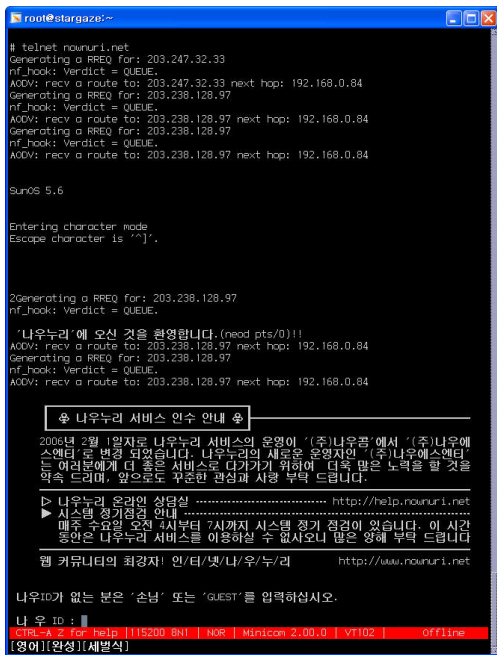 root@stargaze:~
# telnet nownuri.net
Generating a RREQ for: 203.247.32.33
nf_hook: Verdict = QUEUE.
AODV: recv a route to: 203.247.32.33 next hop: 192.168.0.84
Generating a RREQ for: 203.238.128.97
nf_hook: Verdict = QUEUE.
AODV: recv a route to: 203.238.128.97 next hop: 192.168.0.84
Generating a RREQ for: 203.238.128.97
nf_hook: Verdict = QUEUE.
AODV: recv a route to: 203.238.128.97 next hop: 192.168.0.84
SunOS 5.6
Entering character mode
Escape character is '^]'.
2Generating a RREQ for: 203.238.128.97
nf_hook: Verdict = QUEUE.
'나우누리'에 오신 것을 환영합니다.(neod pts/0)!!
AODV: recv a route to: 203.238.128.97 next hop: 192.168.0.84
Generating a RREQ for: 203.238.128.97
nf_hook: Verdict = QUEUE.
AODV: recv a route to: 203.238.128.97 next hop: 192.168.0.84
♧ 나우누리 서비스 인수 안내 ♧
2006년 2월 1일자로 나우누리 서비스의 운영이 '(주)나우콤'에서 '(주)나우에
스엔티'로 변경 되었습니다. 나우누리의 새로운 운영자인 '(주)나우에스엔티'
는 여러분에게 더 좋은 서비스로 다가가기 위하여 더욱 많은 노력을 할 것을
약속 드리며, 앞으로도 꾸준한 관심과 사랑 부탁 드립니다.
▷ 나우누리 온라인 상담실 ---------------------------- http://help.nownuri.net
▶ 시스템 정기점검 안내 ----------------------------
매주 수요일 오전 4시부터 7시까지 시스템 정기 점검이 있습니다. 이 시간
동안은 나우누리 서비스를 이용하실 수 없사오니 많은 양해 부탁 드립니다
웹 커뮤니티의 최강자! 인/터/넷/나/우/누/리 http://www.nownuri.net
나우ID가 없는 분은 '손님' 또는 'GUEST'를 입력하십시오.
나 우 ID :
CTRL-A Z for help |115200 8N1 | NOR | Minicom 2.00.0 | VT102 | Offline
[영어][완성][세벌식]